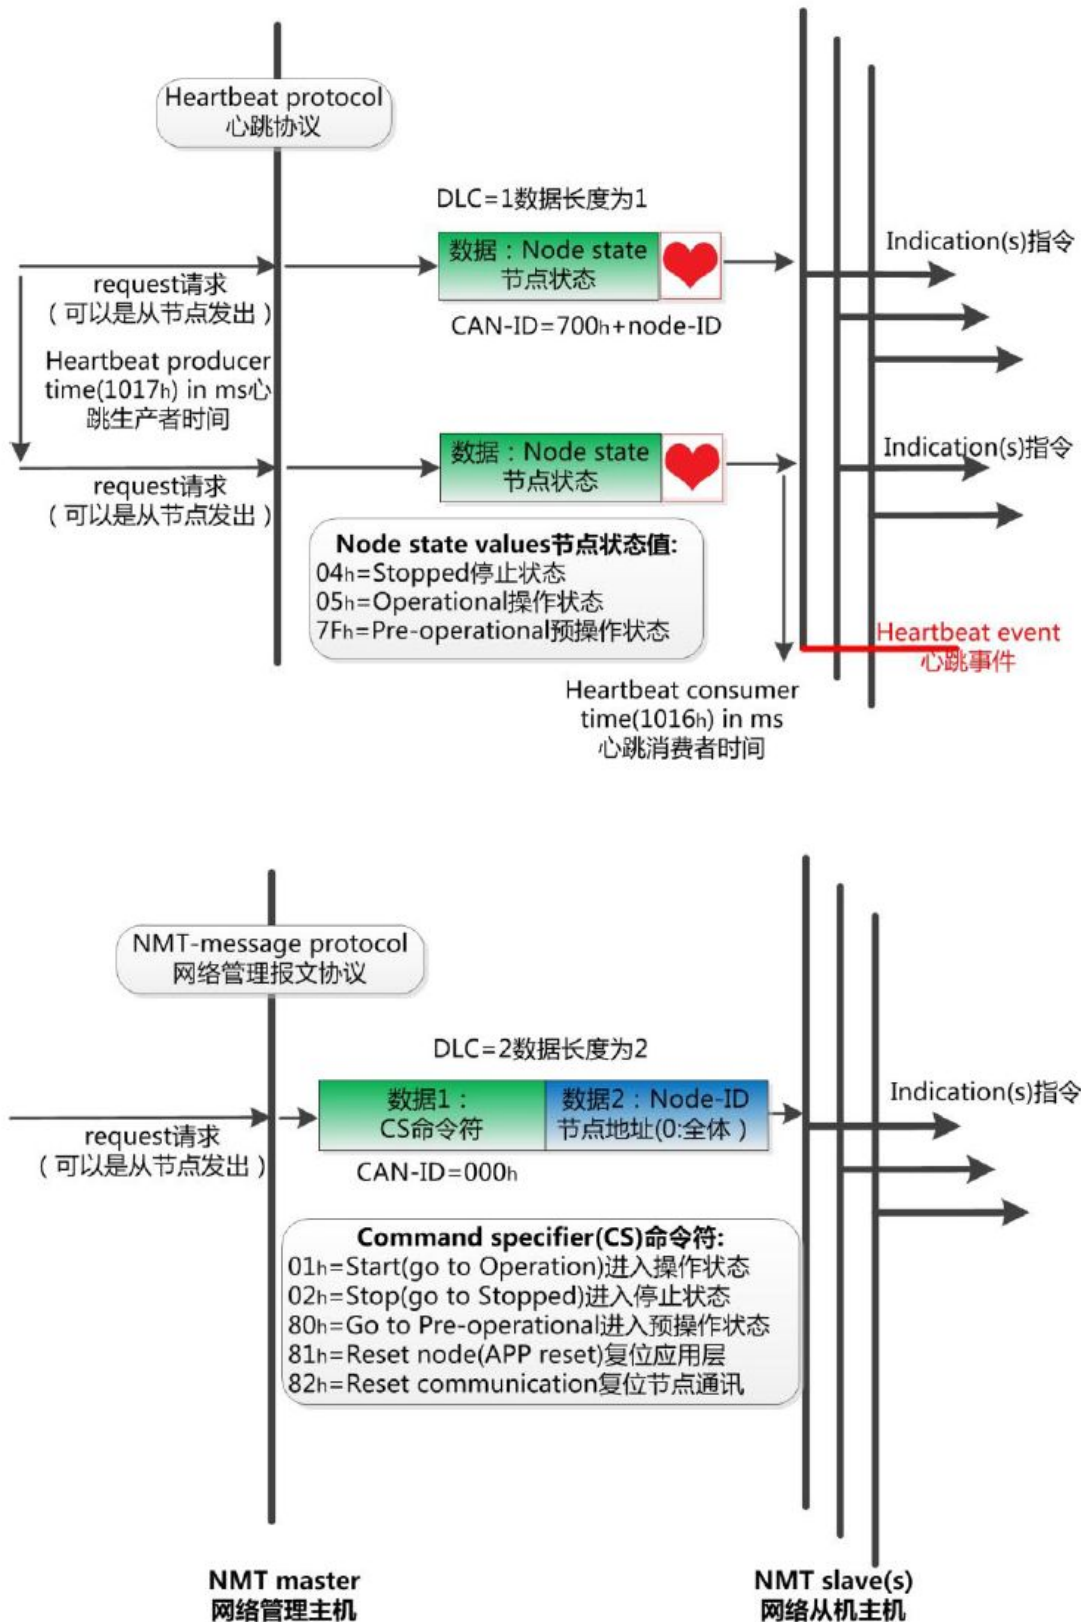 Heartbeat protocol
心跳协议
DLC=1数据长度为1
数据：Node state
节点状态
Indication(s)指令
request请求
（可以是从节点发出）
CAN-ID=700h+node-ID
Heartbeat producer
time(1017h) in ms心
跳生产者时间
数据：Node state
节点状态
Indication(s)指令
request请求
（可以是从节点发出）
Node state values节点状态值:
04h=Stopped停止状态
05h=Operational操作状态
7Fh=Pre-operational预操作状态
Heartbeat event
心跳事件
Heartbeat consumer
time(1016h) in ms
心跳消费者时间
NMT-message protocol
网络管理报文协议
DLC=2数据长度为2
数据1：
CS命令符
数据2：Node-ID
节点地址(0:全体）
Indication(s)指令
request请求
（可以是从节点发出）
CAN-ID=000h
Command specifier(CS)命令符:
01h=Start(go to Operation)进入操作状态
02h=Stop(go to Stopped)进入停止状态
80h=Go to Pre-operational进入预操作状态
81h=Reset node(APP reset)复位应用层
82h=Reset communication复位节点通讯
NMT master
网络管理主机
NMT slave(s)
网络从机主机